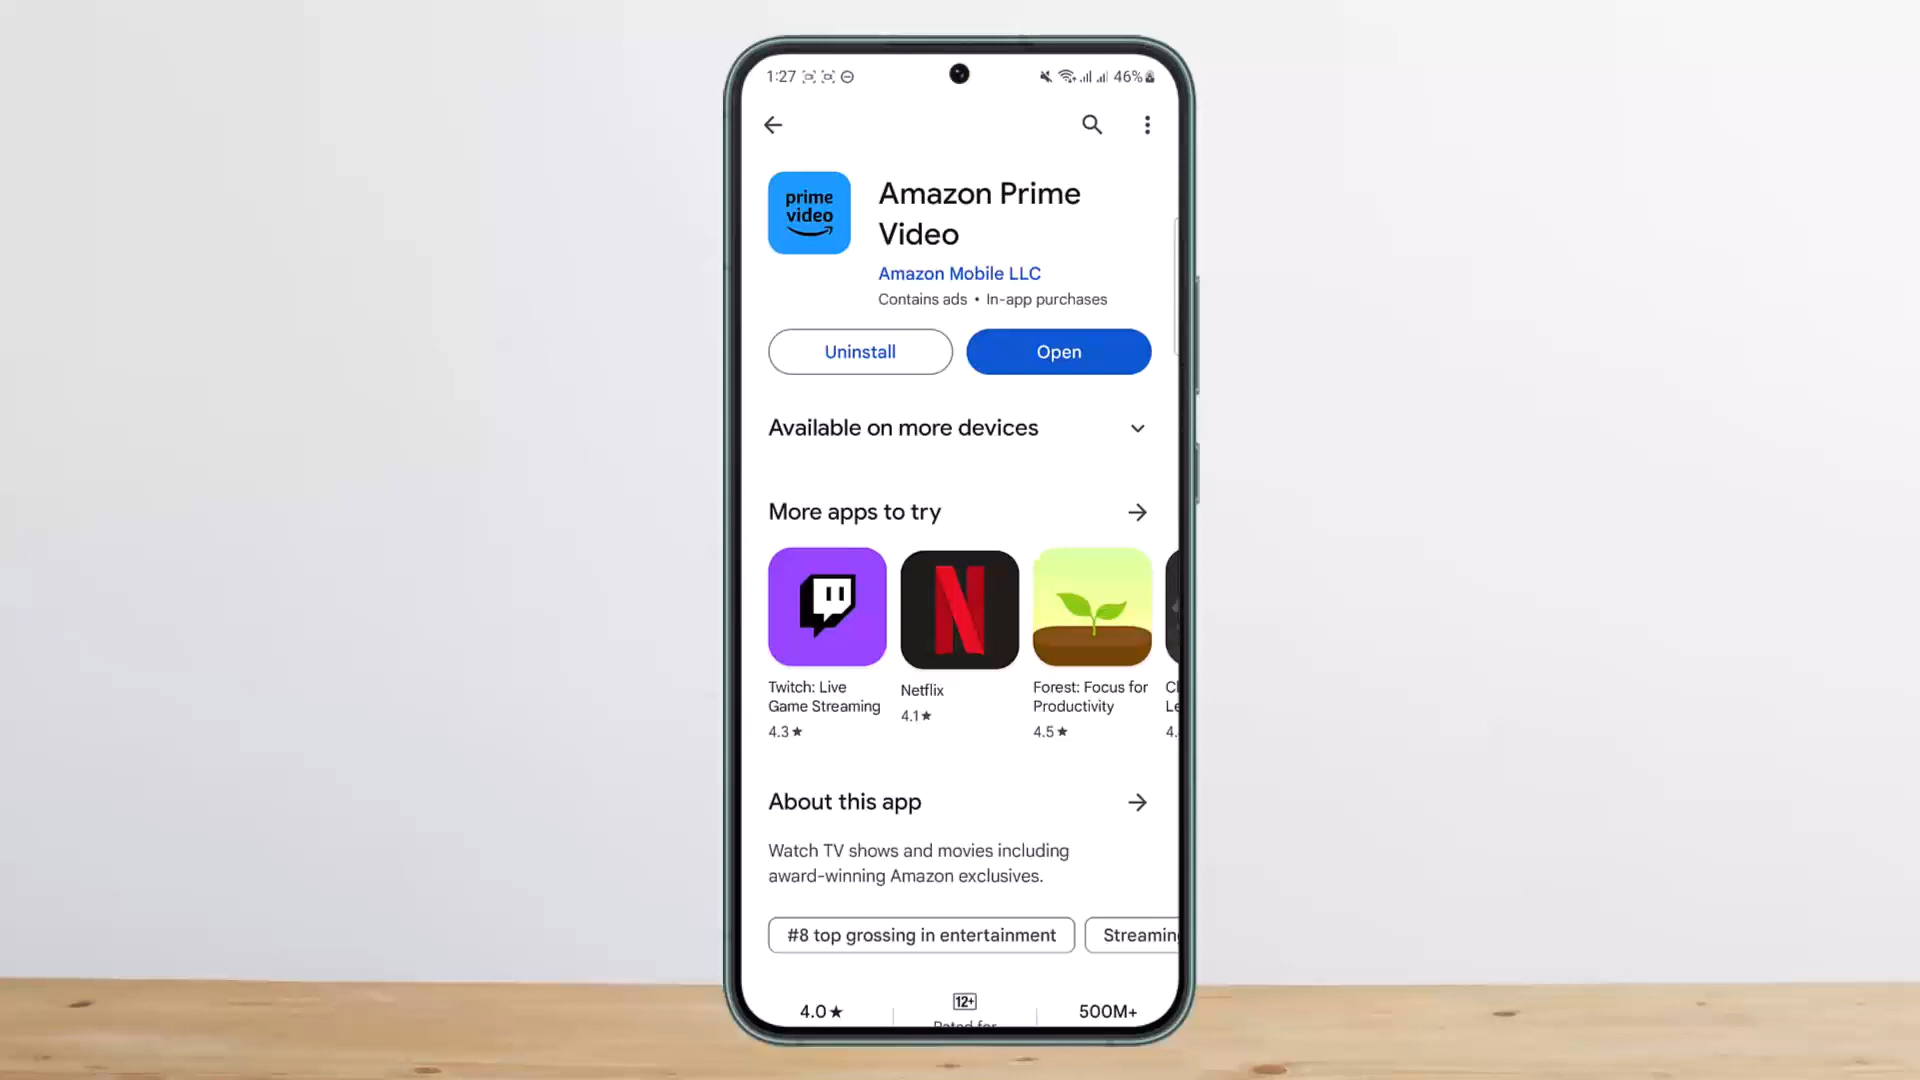 1:27
46%
prime
video
Amazon Prime
Video
Amazon Mobile LLC
Contains ads • In-app purchases
Uninstall
Open
Available on more devices
More apps to try
Twitch: Live
Game Streaming
4.3★
Netflix
4.1★
Forest: Focus for
Productivity
4.5★
About this app
Watch TV shows and movies including
award-winning Amazon exclusives.
#8 top grossing in entertainment
Streaming
4.0★
12+
Rated for
500M+